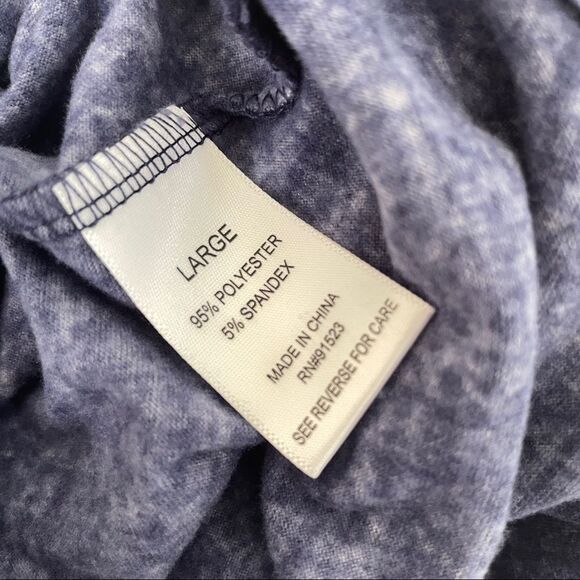 LARGE
95% POLYESTER
5% SPANDEX
MADE IN CHINA
RN#91523
SEE REVERSE FOR CARE